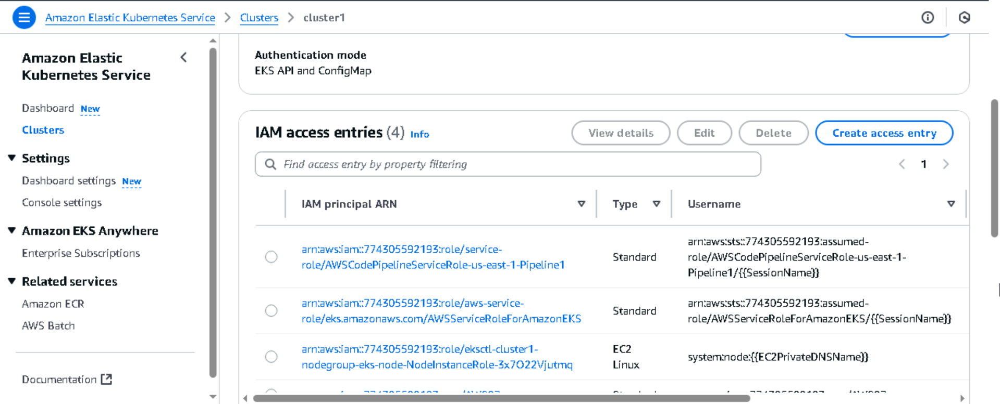 Amazon Elastic Kubernetes Service > Clusters > cluster1
Amazon Elastic
Kubernetes Service
Dashboard New
Clusters
Settings
Dashboard settings New
Console settings
Amazon EKS Anywhere
Enterprise Subscriptions
Related services
Amazon ECR
AWS Batch
Documentation
Authentication mode
EKS API and ConfigMap
IAM access entries (4) Info
View details
Edit
Delete
Create access entry
Find access entry by property filtering
1
IAM principal ARN
Type
Username
arn:aws:iam::774305592193:role/service-
role/AWSCodePipelineServiceRole-us-east-1-Pipeline1
Standard
arn:aws:sts::774305592193:assumed-
role/AWSCodePipelineServiceRole-us-east-1-
Pipeline1/{{SessionName}}
arn:aws:iam::774305592193:role/aws-service-
role/eks.amazonaws.com/AWSServiceRoleForAmazonEKS
Standard
arn:aws:sts::774305592193:assumed-
role/AWSServiceRoleForAmazonEKS/{{SessionName}}
arn:aws:iam::774305592193:role/eksctl-cluster1-
nodegroup-eks-node-NodeInstanceRole-3x7O22Vjutmq
EC2
Linux
system:node:{{EC2PrivateDNSName}}